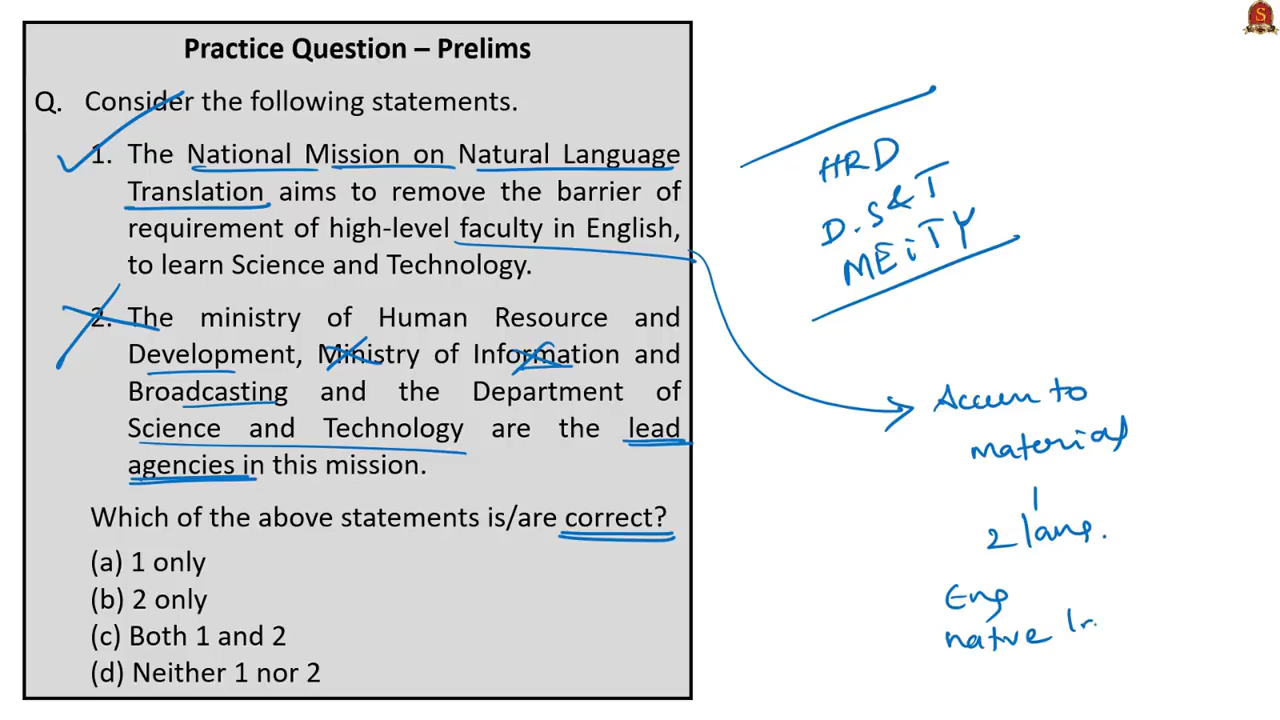 Practice Question – Prelims
Q. Consider the following statements.
1. The National Mission on Natural Language
Translation aims to remove the barrier of
requirement of high-level faculty in English,
to learn Science and Technology.
2. The ministry of Human Resource and
Development, Ministry of Information and
Broadcasting and the Department of
Science and Technology are the lead
agencies in this mission.
Which of the above statements is/are correct?
(a) 1 only
(b) 2 only
(c) Both 1 and 2
(d) Neither 1 nor 2
HRD
D.S&T
MEiTY
to
material
2 lang.
Eng
native
S